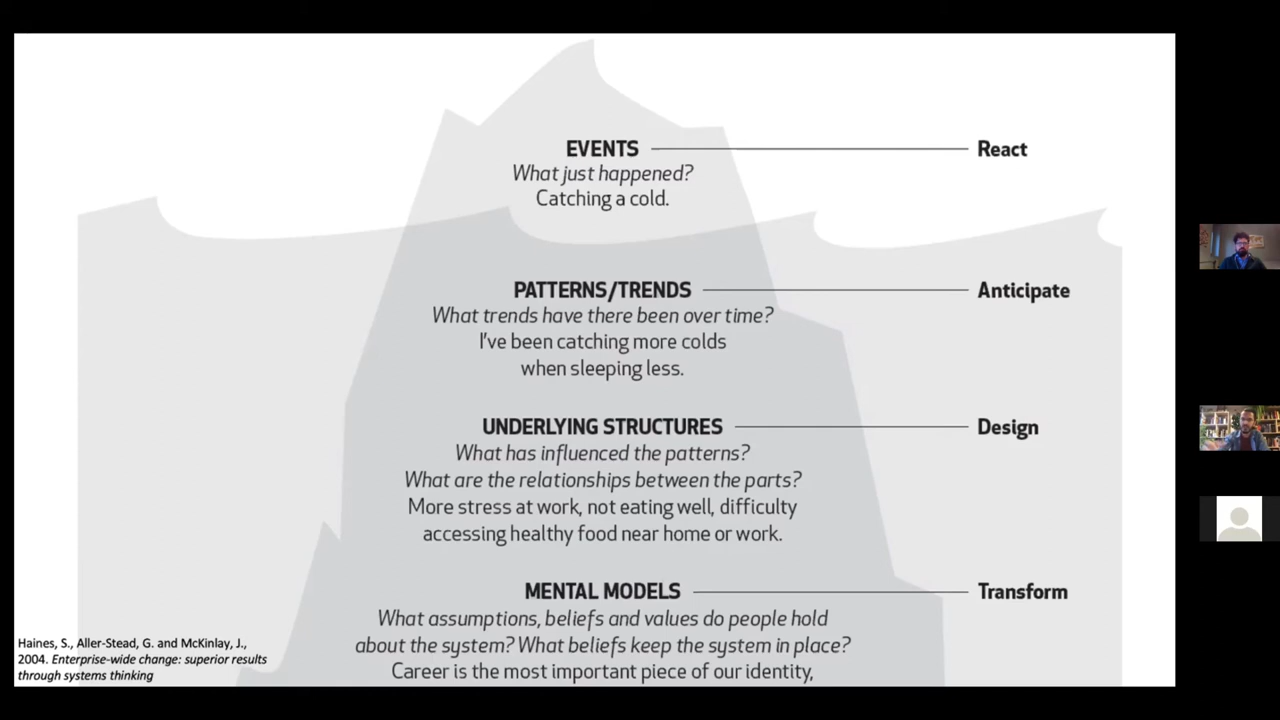 EVENTS React
What just happened?
Catching a cold.
PATTERNS/TRENDS Anticipate
What trends have there been over time?
I've been catching more colds
when sleeping less.
UNDERLYING STRUCTURES Design
What has influenced the patterns?
What are the relationships between the parts?
More stress at work, not eating well, difficulty
accessing healthy food near home or work.
MENTAL MODELS Transform
What assumptions, beliefs and values do people hold
about the system? What beliefs keep the system in place?
Career is the most important piece of our identity,
Haines, S., Aller-Stead, G. and McKinlay, J.,
2004. Enterprise-wide change: superior results
through systems thinking